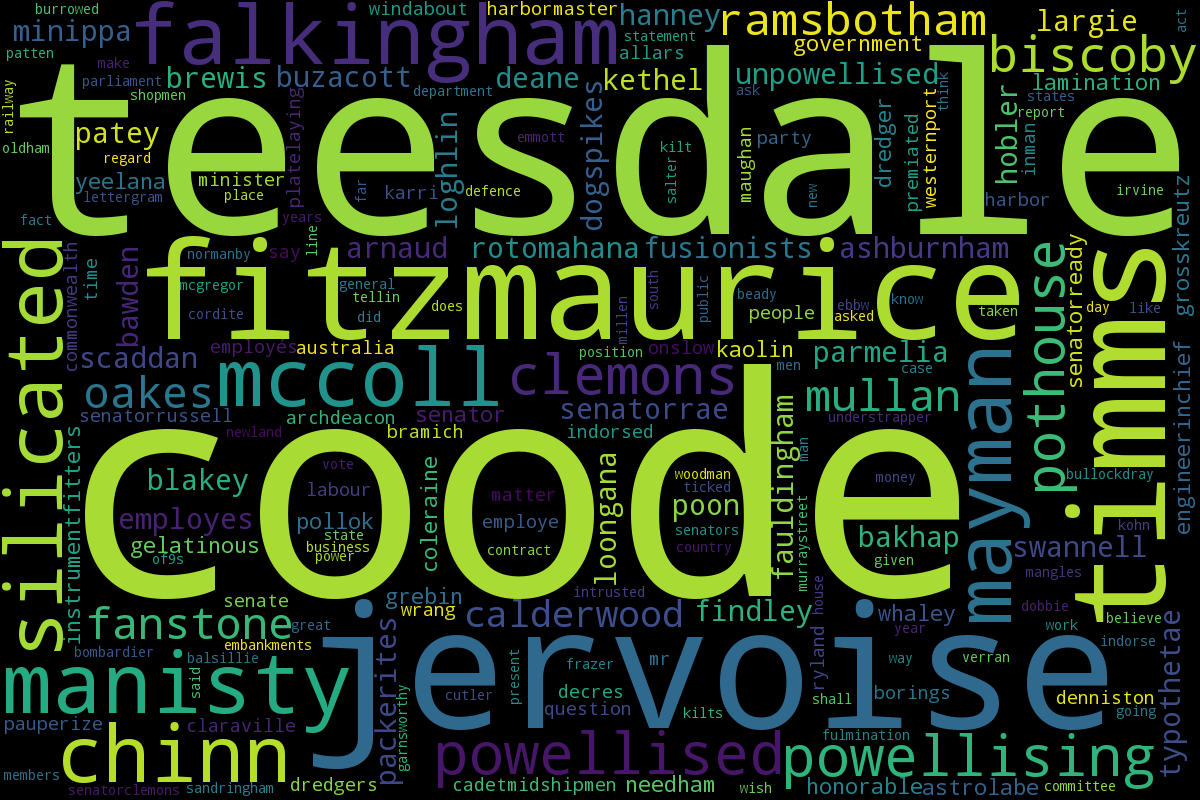 burrowed
windabout
harbormaster
hanney
ramsbotham
largie
act
minippa
falkingham
statement
government
biscoby
patten
make
allars
brewis
buzacott
deane
kethel
unpowellised
lamination
parliament
shopmen
department
ask
think
states
report
railway
teesdale
patey
platelaying
loghlin
emmott
dogspikes
kilt
maughan
party
dredger
premiated
westernport
hobler
inman
oldham
regard
yeelana
minister
place
lettergram
far
karri
defence
salter
new
harbor
irvine
grosskreutz
fact
years
line
say
arnaud
rotomahana
fusionists
ashburnham
silicated
commonwealth
time
bawden
normanby
fitzmaurice
mcgregor
cordite
general
tellin
did
does
millen
south
public
beady
people
ebbw
asked
know
taken
pothouse
senatorready
day
like
timms
scaddan
employés
australia
position
onslow
kaolin
parmelia
men
case
oakes
mccoll
clemons
mullan
mayman
engineerinchief
senatorrussell
archdeacon
senator
senatorrae
understrapper
newland
bramich
indorsed
fauldingham
man
instrumentfitters
coode
blakey
vote
labour
matter
woodman
ticked
money
bullockdray
employes
pollok
coleraine
employe
loongana
poon
bakhap
kohn
gelatinous
state
business
contract
senators
country
murraystreet
given
swannell
of9s
power
intrusted
house
mangles
senate
grebin
wrang
calderwood
findley
whaley
dobbie
believe
fanstone
great
embankments
year
work
indorse
typothetae
bombardier
balsillie
said
jervoise
packerites
frazer
mr
ryland
way
verran
manisty
cutler
present
decres
borings
denniston
pauperize
claraville
garnsworthy
question
kilts
shall
going
chinn
powellised
fulmination
powellising
members
senatorclemons
sandringham
dredgers
cadetmidshipmen
needham
wish
honorable
astrolabe
committee